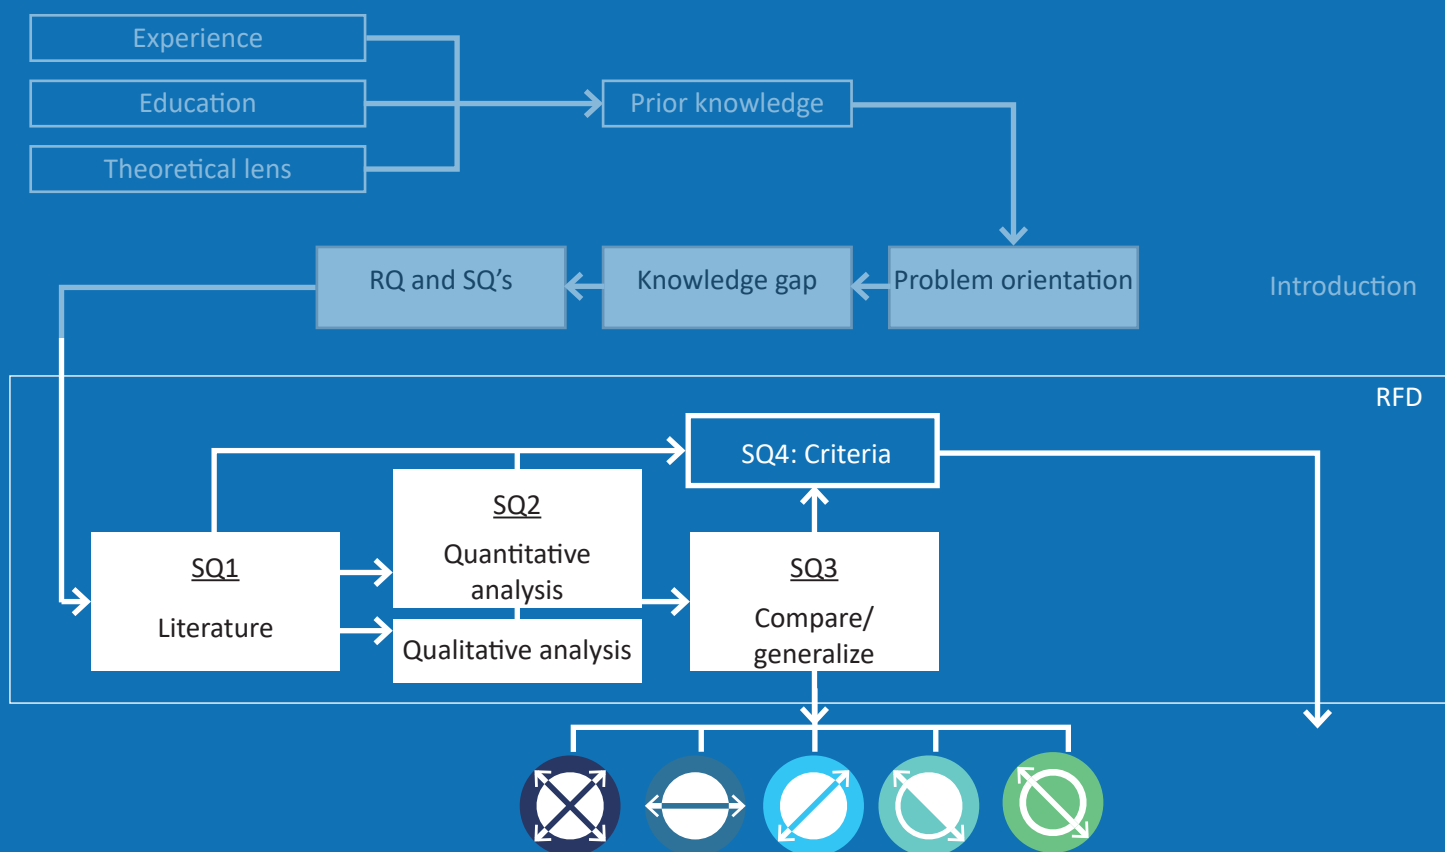 Experience
Education
Prior knowledge
Theoretical lens
RQ and SQ's
Knowledge gap
Problem orientation
Introduction
RFD
SQ4: Criteria
SQ2
Quantitative
analysis
SQ1
Literature
SQ3
Compare/
generalize
Qualitative analysis